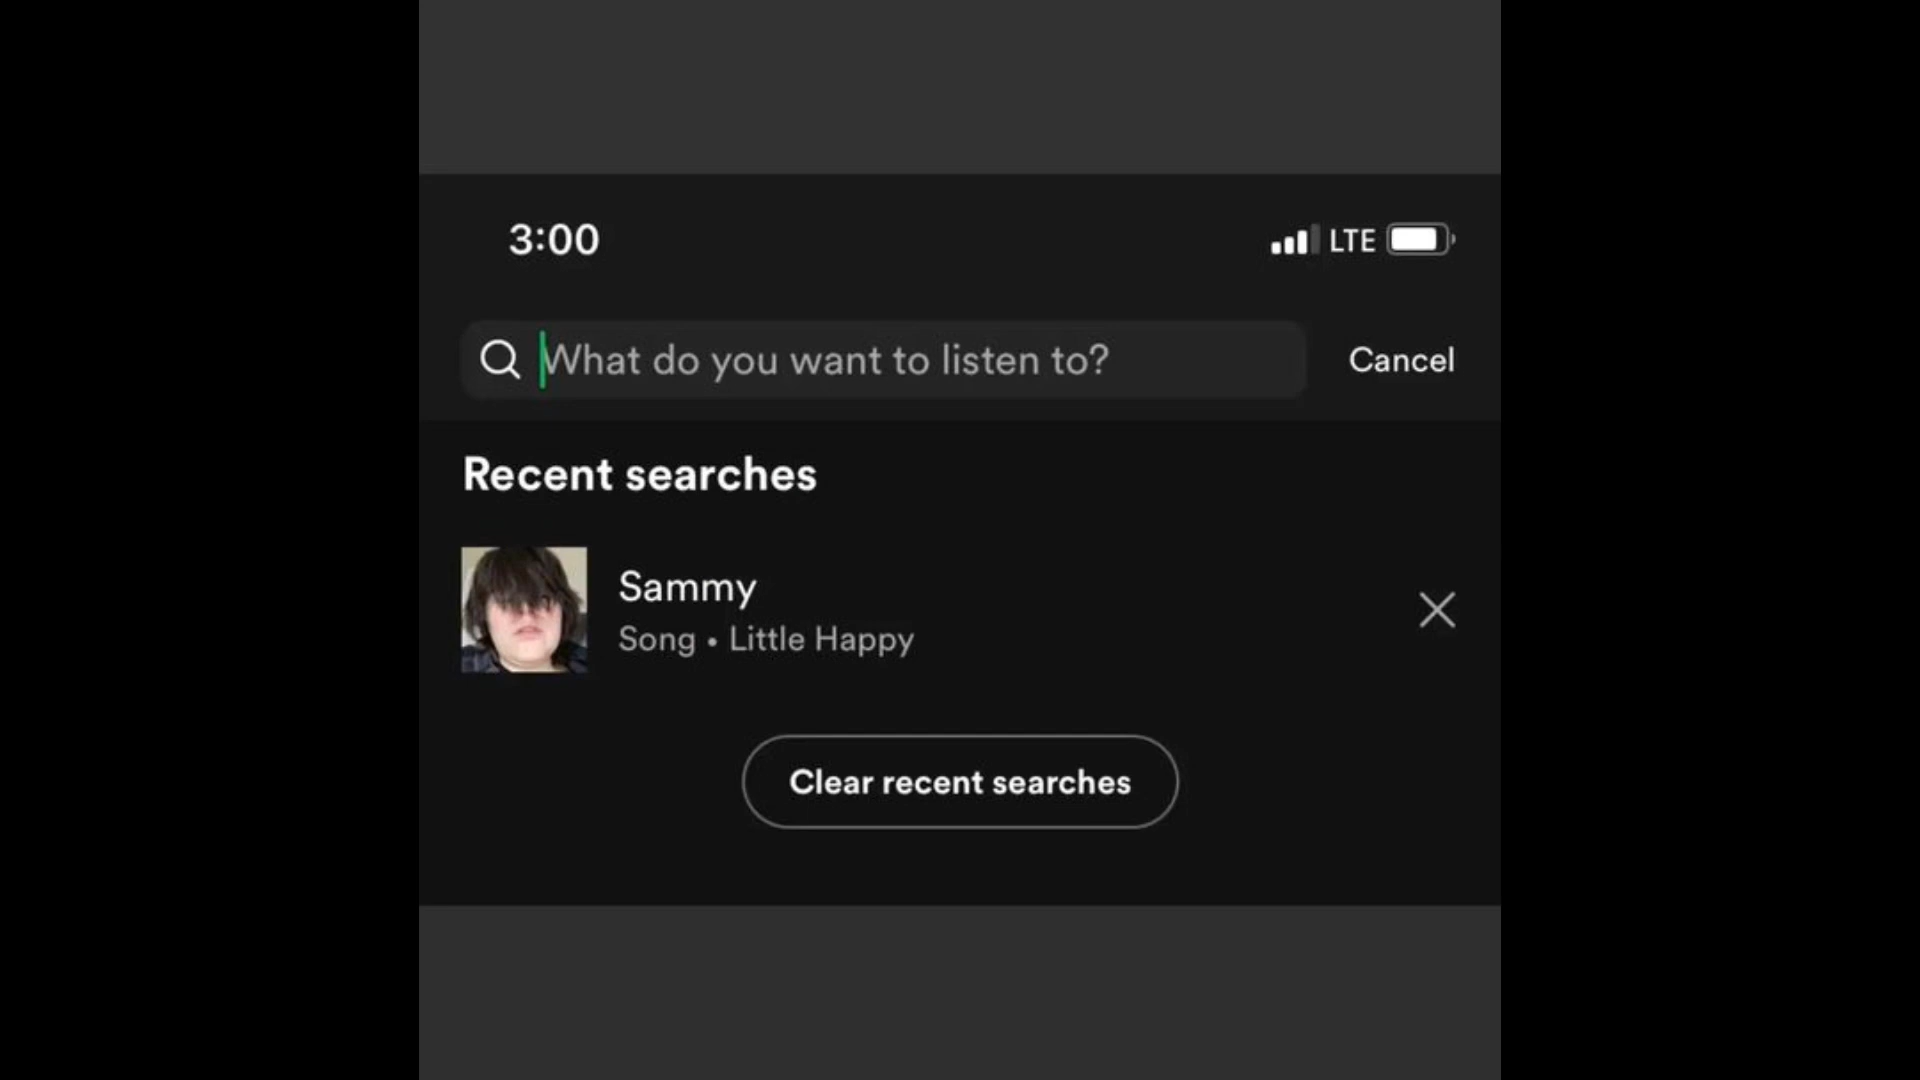 3:00 LTE
What do you want to listen to? Cancel
Recent searches
Sammy
Song • Little Happy
Clear recent searches